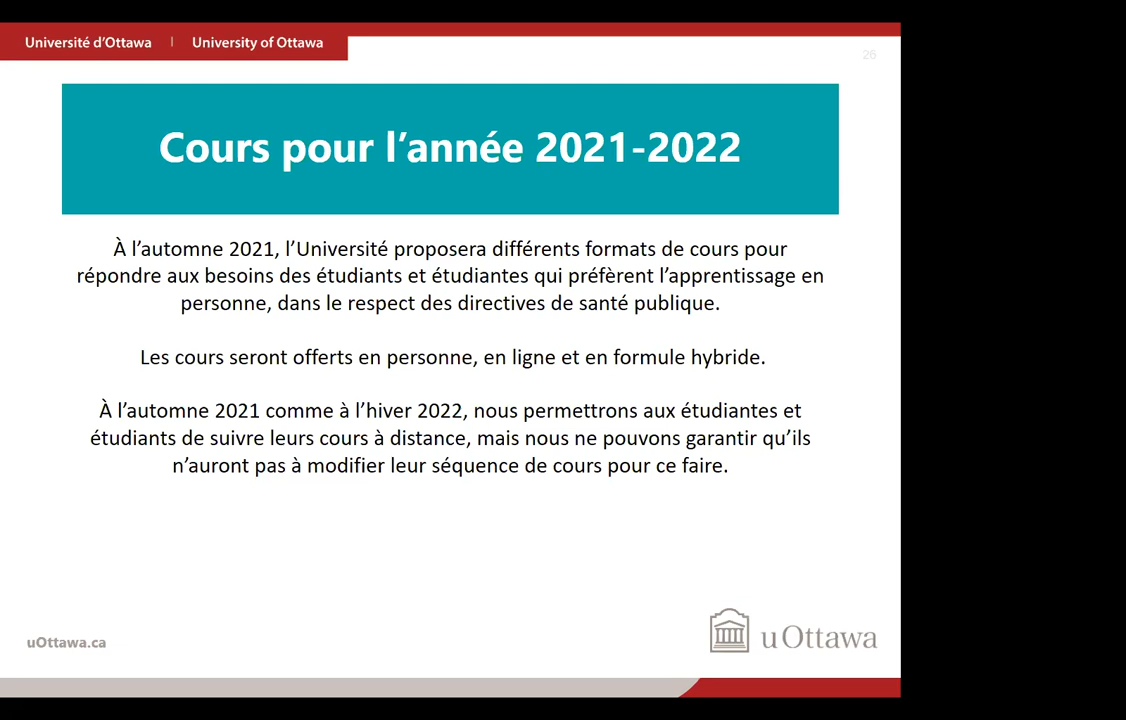 Université d'Ottawa | University of Ottawa
26
Cours pour l'année 2021-2022
À l'automne 2021, l'Université proposera différents formats de cours pour
répondre aux besoins des étudiants et étudiantes qui préfèrent l'apprentissage en
personne, dans le respect des directives de santé publique.
Les cours seront offerts en personne, en ligne et en formule hybride.
À l'automne 2021 comme à l'hiver 2022, nous permettrons aux étudiantes et
étudiants de suivre leurs cours à distance, mais nous ne pouvons garantir qu'ils
n'auront pas à modifier leur séquence de cours pour ce faire.
uOttawa.ca
uOttawa